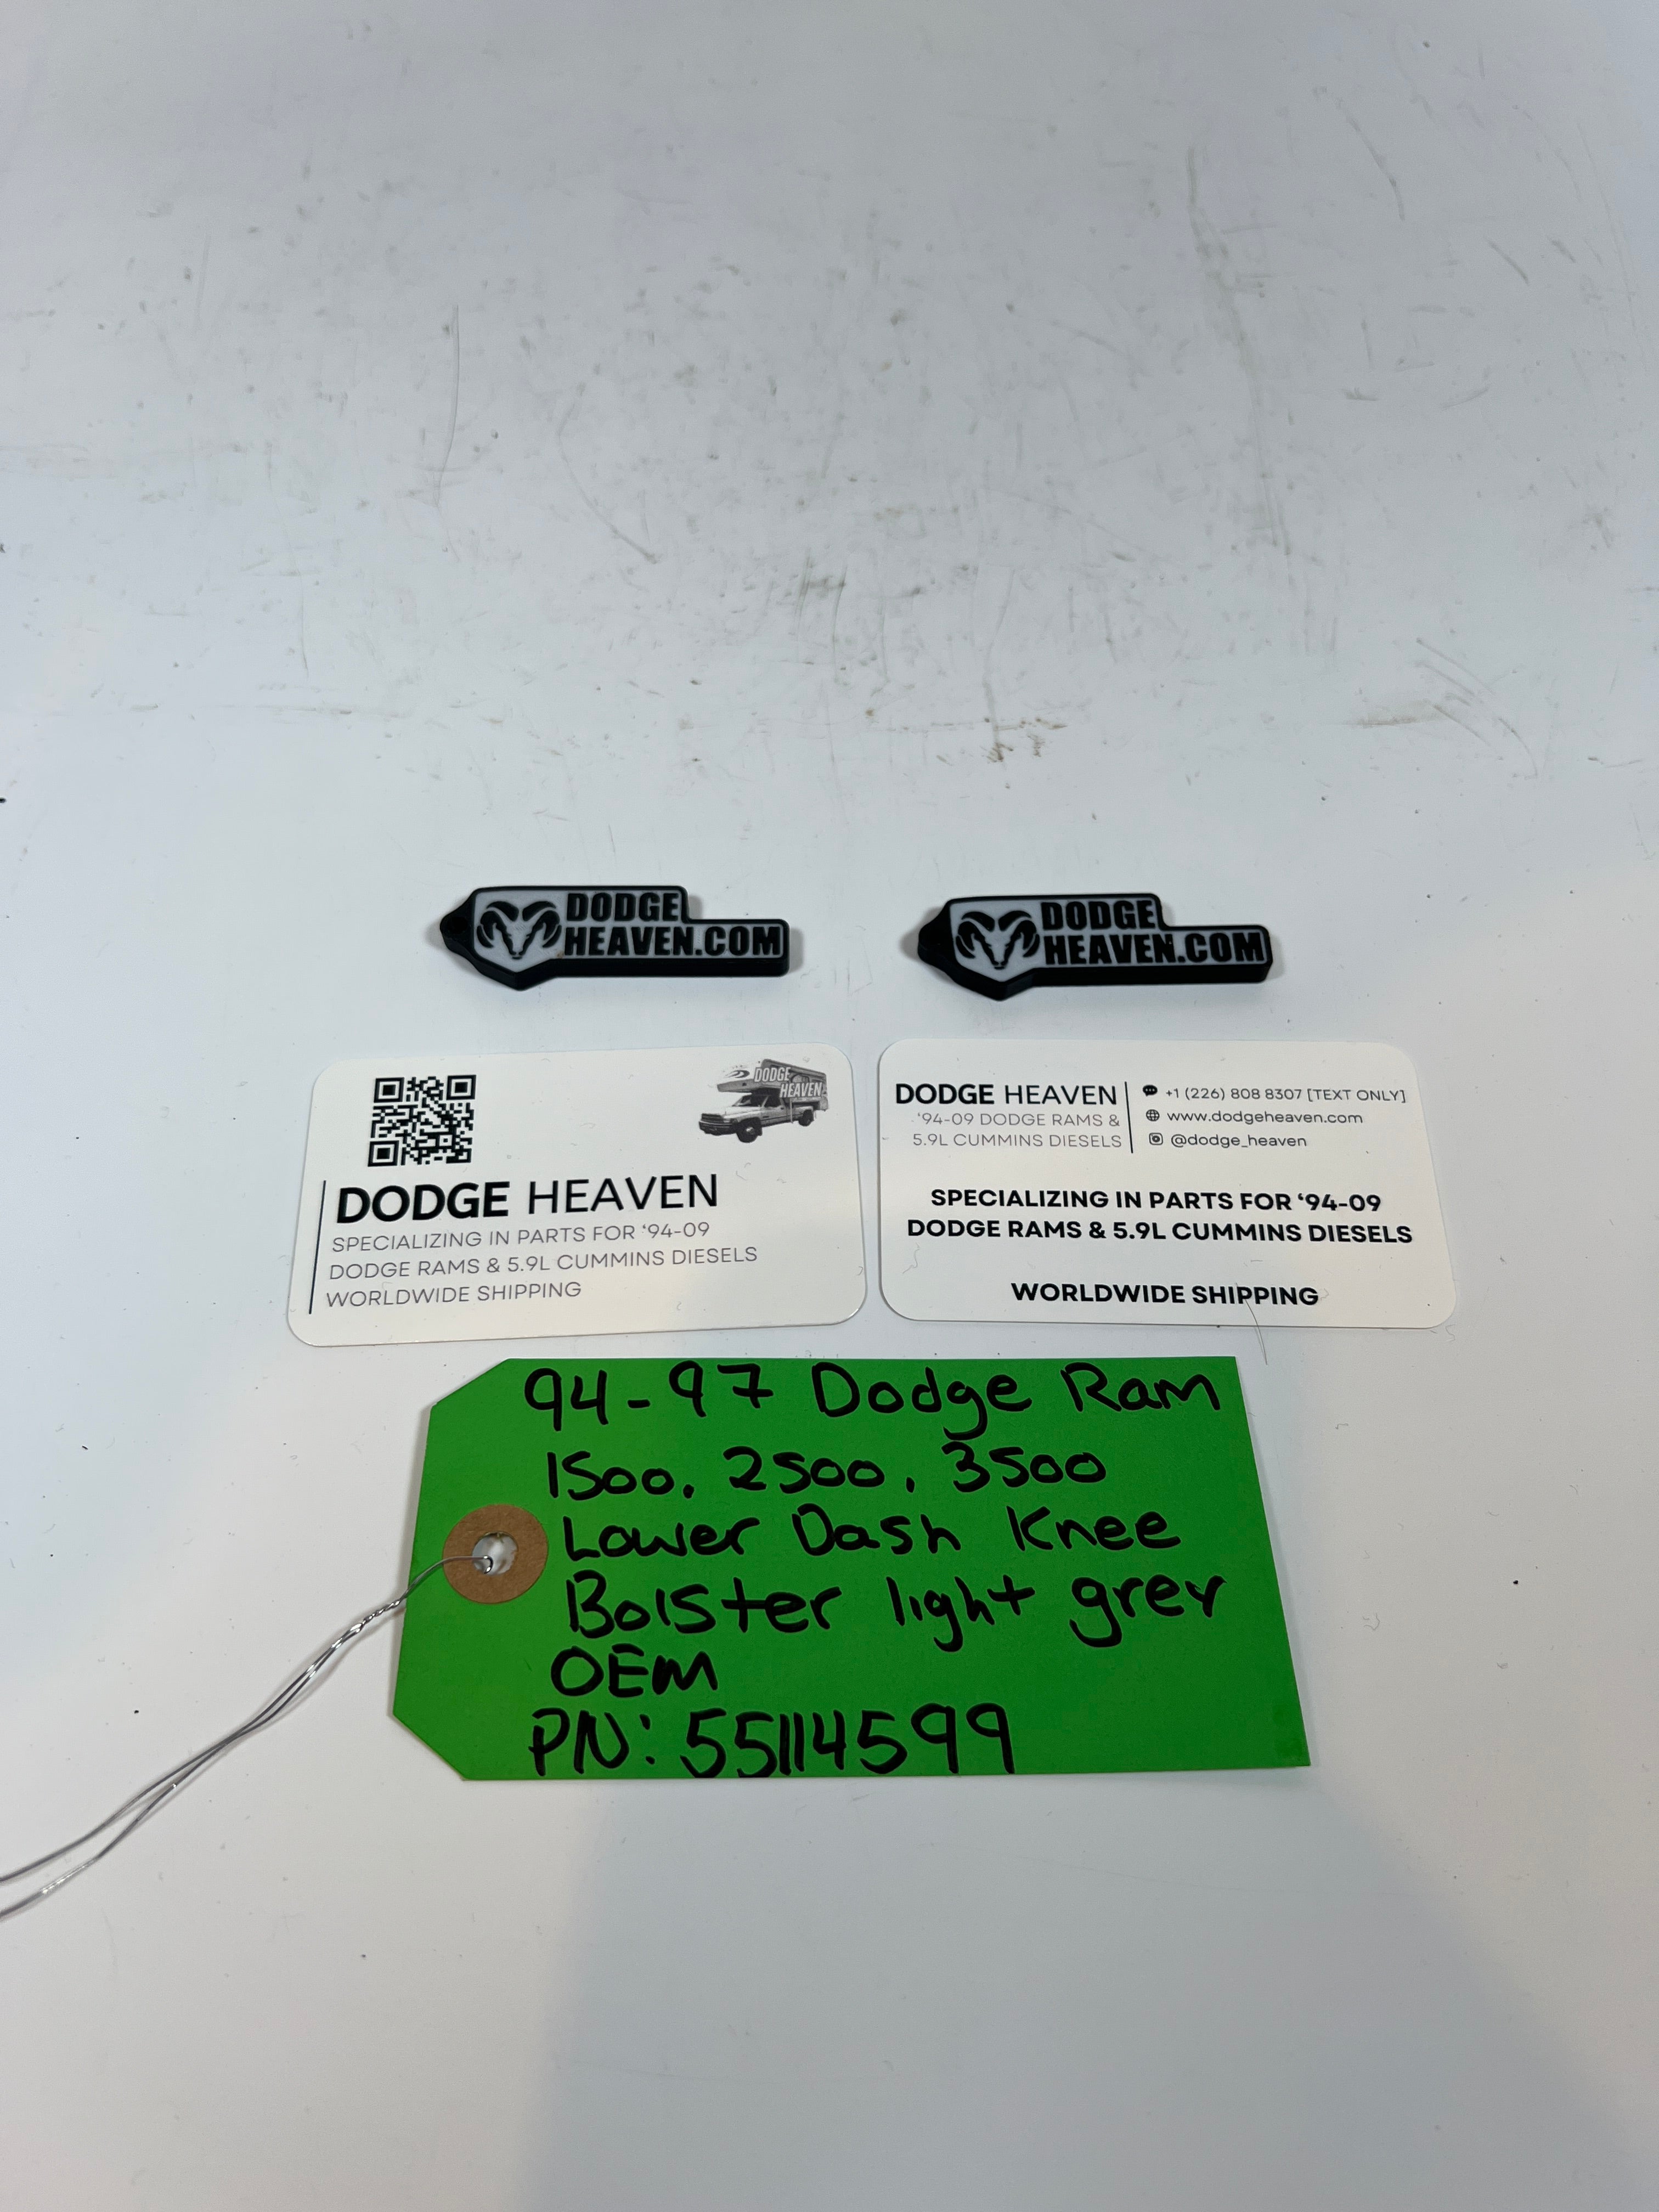 DODGE
HEAVEN.COM
DODGE
HEAVEN.COM
DODGE
HEAVEN
DODGE HEAVEN
SPECIALIZING IN PARTS FOR ‘94-09
DODGE RAMS & 5.9L CUMMINS DIESELS
WORLDWIDE SHIPPING
DODGE HEAVEN
‘94-09 DODGE RAMS &
5.9L CUMMINS DIESELS
+1 (226) 808 8307 [TEXT ONLY]
www.dodgeheaven.com
@dodge_heaven
SPECIALIZING IN PARTS FOR ‘94-09
DODGE RAMS & 5.9L CUMMINS DIESELS
WORLDWIDE SHIPPING
94-97 Dodge Ram
1500, 2500, 3500
Lower Dash Knee
Bolster light grey
OEM
PN: 55114599